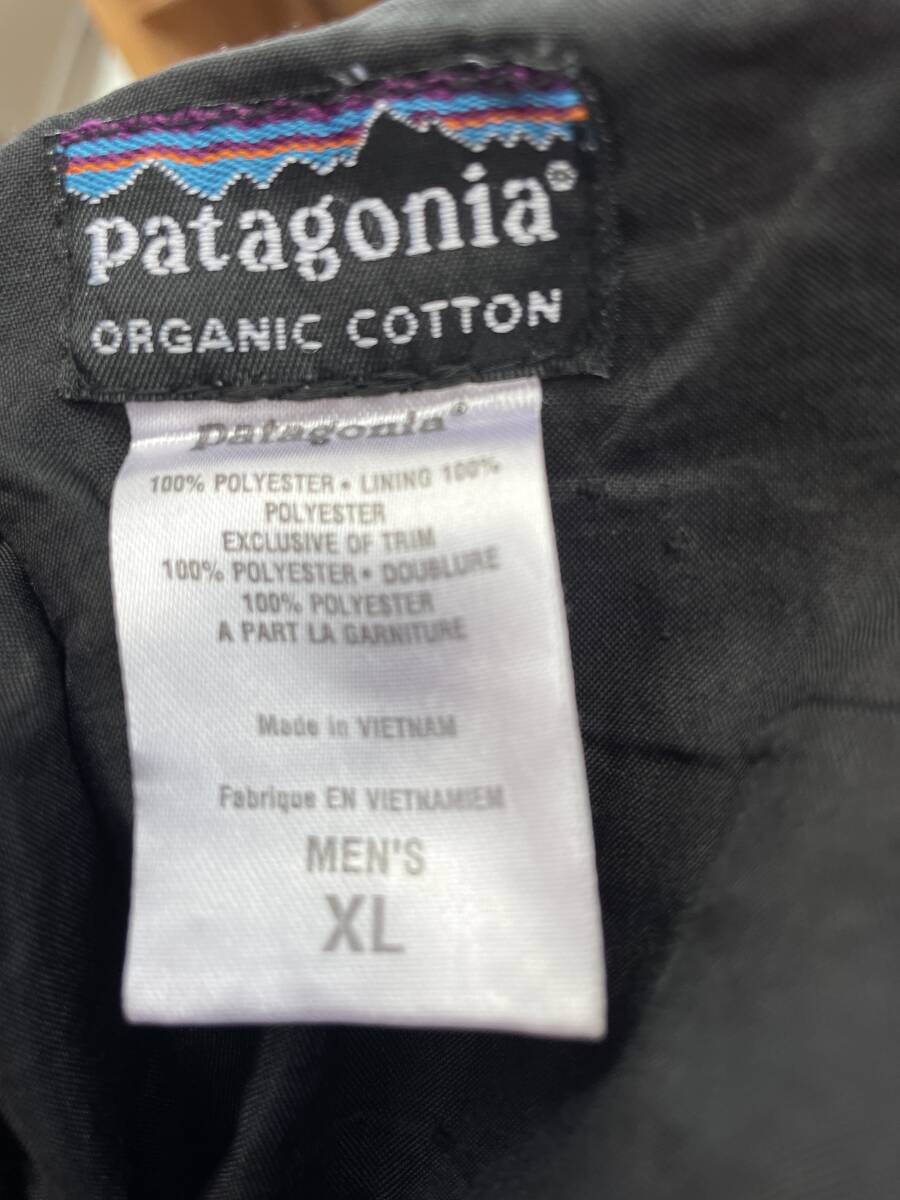 patagonia®
ORGANIC COTTON
patagonia®
100% POLYESTER • LINING 100%
POLYESTER
EXCLUSIVE OF TRIM
100% POLYESTER • DOUBLURE
100% POLYESTER
A PART LA GARNITURE
Made in VIETNAM
Fabrique EN VIETNAMIEM
MEN'S
XL